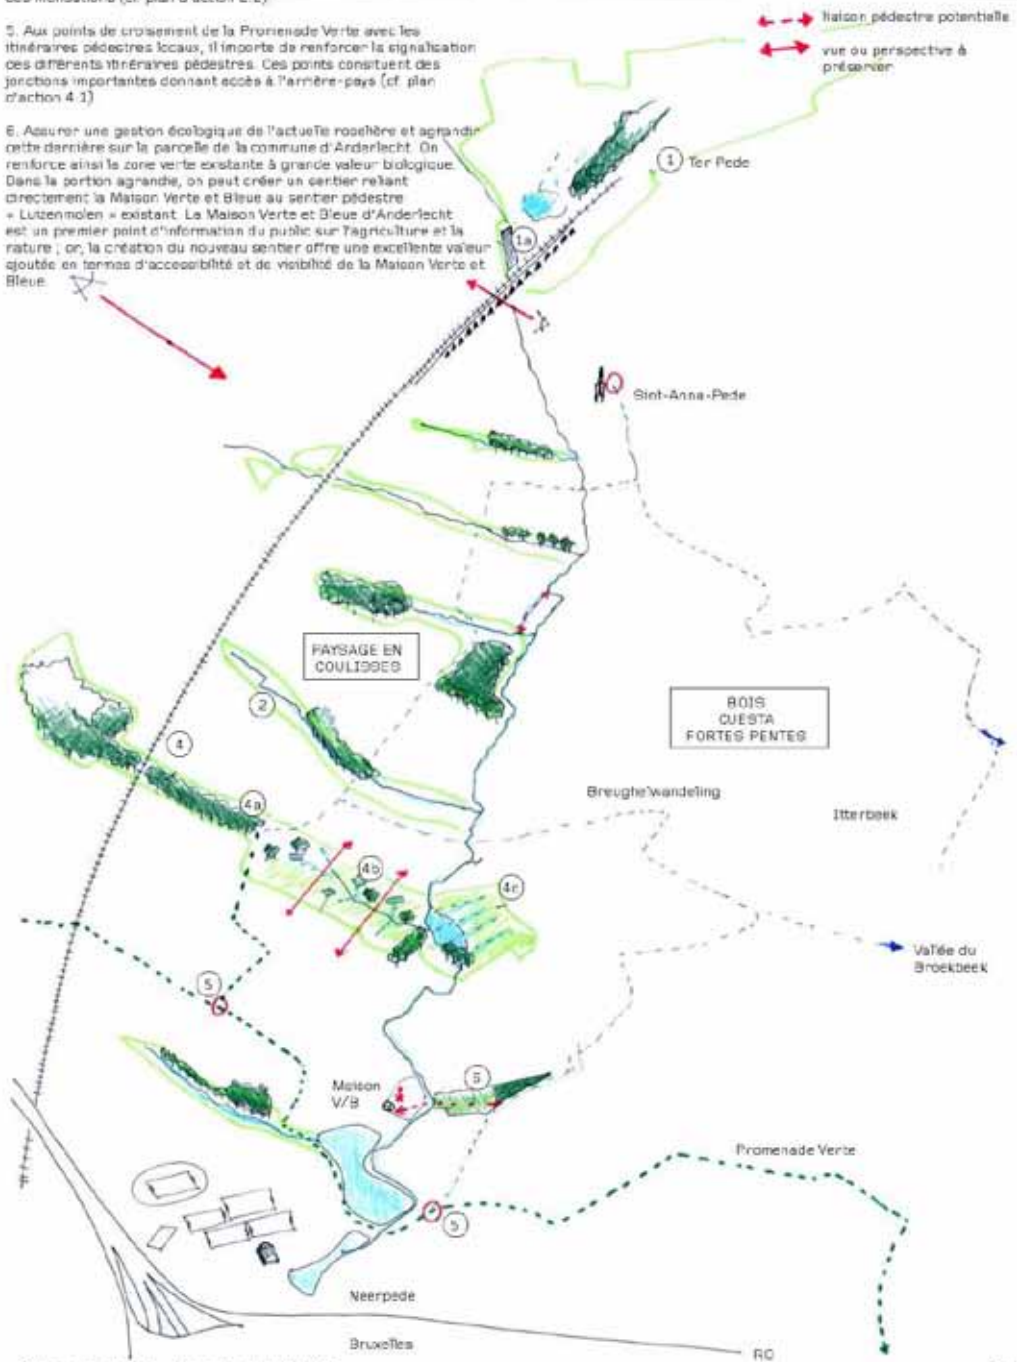 5. Aux points de croisement de la Promenade Verte avec les
itinéraires pédestres locaux, il importe de renforcer la signalisation
des différents itinéraires pédestres. Ces points consituent des
jonctions importantes donnant accès à l'arrière-pays (cf. plan
d'action 4.1)
6. Assurer une gestion écologique de l'actuelle roselière et agrandir
cette dernière sur la parcelle de la commune d'Anderlecht. On
renforce ainsi la zone verte existante à grande valeur biologique.
Dans la portion agrandie, on peut créer un sentier reliant
directement la Maison Verte et Bleue au sentier pédestre
« Luizenmolen » existant. La Maison Verte et Bleue d'Anderlecht
est un premier point d'information du public sur l'agriculture et la
nature ; or, la création du nouveau sentier offre une excellente valeur
ajoutée en termes d'accessibilité et de visibilité de la Maison Verte et
Bleue.
liaison pédestre potentielle
vue ou perspective à
préserver
1 Ter Pede
1a
Sint-Anna-Pede
PAYSAGE EN
COULISSES
2
BOIS
CUESTA
FORTES PENTES
4
4a
Breughelwandeling
Itterbeek
4b
4c
Vallée du
Broekbeek
5
Maison
V/B
Promenade Verte
5
Neerpede
Bruxelles
RO